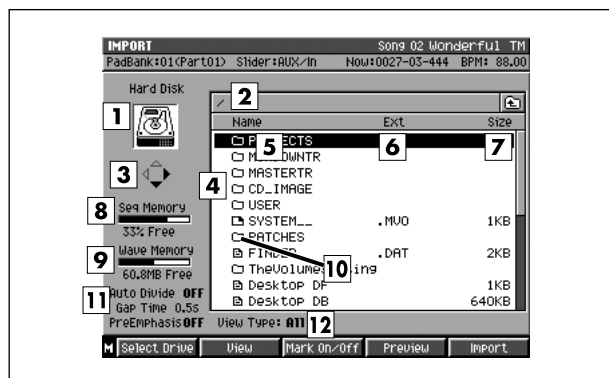 IMPORT Song 02 Wonderful TM
PadBank:01(Part01) Slider:AUX/In Now:0027-03-444 BPM: 88.00
Hard Disk
1
/ 2
Name Ext Size
5 6 7
3
4
MASTERTR
CD_IMAGE
USER
SYSTEM__ .MVO 1KB
PATCHES
FINDER .DAT 2KB
10
Desktop DF 1KB
Desktop DB 640KB
8
Seq Memory
33% Free
9
Wave Memory
60.8MB Free
11
Auto Divide OFF
Gap Time 0.5s
PreEmphasis OFF View Type: All 12
M Select Drive View Mark On/Off Preview Import